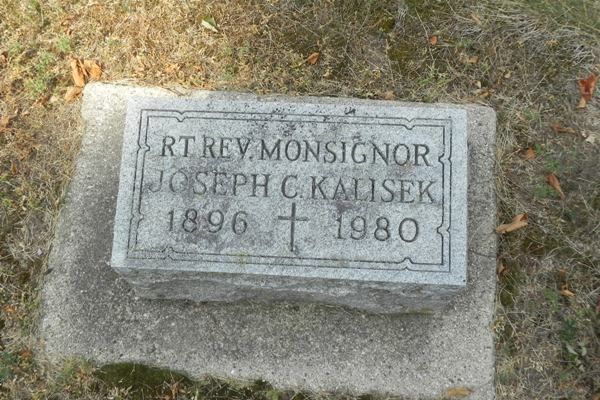 RT REV. MONSIGNOR
JOSEPH C. KALISEK
1896 1980